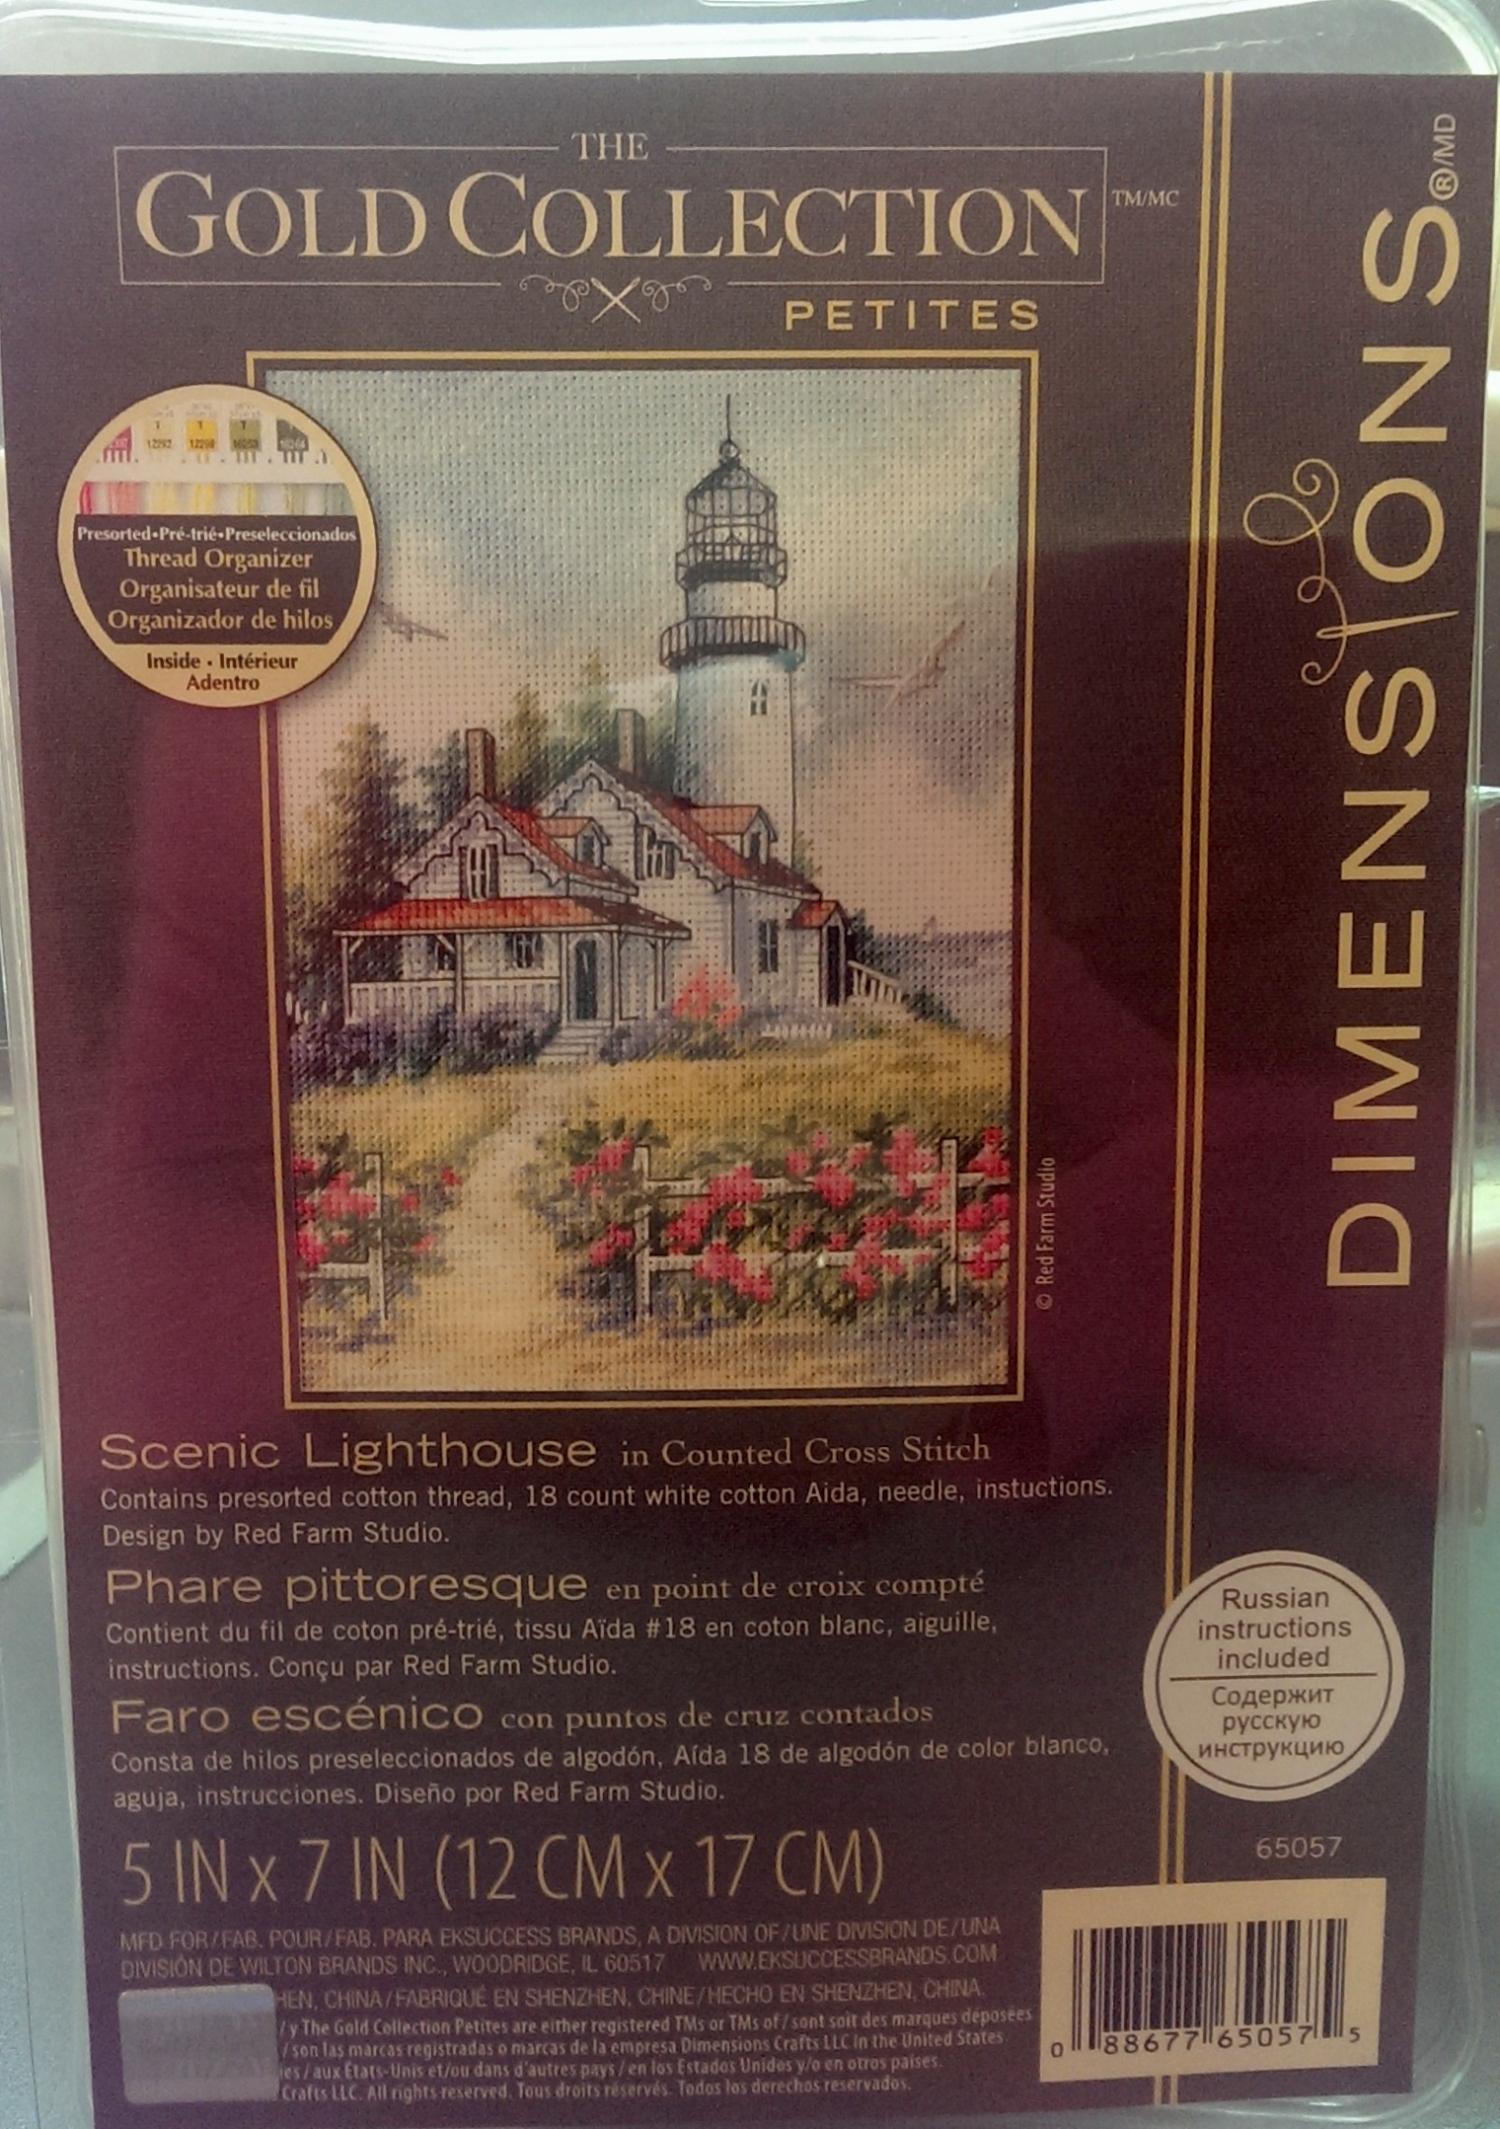 THE
GOLD COLLECTION TM/MC
PETITES
DIMENSIONS®/MD
T T T
12292 12298
Presorted•Pré-trié•Preseleccionados
Thread Organizer
Organisateur de fil
Organizador de hilos
Inside • Intérieur
Adentro
© Red Farm Studio
Scenic Lighthouse in Counted Cross Stitch
Contains presorted cotton thread, 18 count white cotton Aida, needle, instuctions.
Design by Red Farm Studio.
Phare pittoresque en point de croix compté
Contient du fil de coton pré-trié, tissu Aïda #18 en coton blanc, aiguille,
instructions. Conçu par Red Farm Studio.
Faro escénico con puntos de cruz contados
Consta de hilos preseleccionados de algodón, Aída 18 de algodón de color blanco,
aguja, instrucciones. Diseño por Red Farm Studio.
Russian
instructions
included
Содержит
русскую
инструкцию
5 IN x 7 IN (12 CM x 17 CM)
65057
MFD FOR/FAB. POUR/FAB. PARA EKSUCCESS BRANDS, A DIVISION OF/UNE DIVISION DE/UNA
DIVISIÓN DE WILTON BRANDS INC., WOODRIDGE, IL 60517 WWW.EKSUCCESSBRANDS.COM
HEN, CHINA/FABRIQUÉ EN SHENZHEN, CHINE/HECHO EN SHENZHEN, CHINA.
/ y The Gold Collection Petites are either registered TMs or TMs of / sont soit des marques déposées
/ son las marcas registradas o marcas de la empresa Dimensions Crafts LLC in the United States
ies / aux États-Unis et/ou dans d'autres pays / en los Estados Unidos y/o en otros países.
Crafts LLC. All rights reserved. Tous droits réservés. Todos los derechos reservados.
0 88677 65057 5